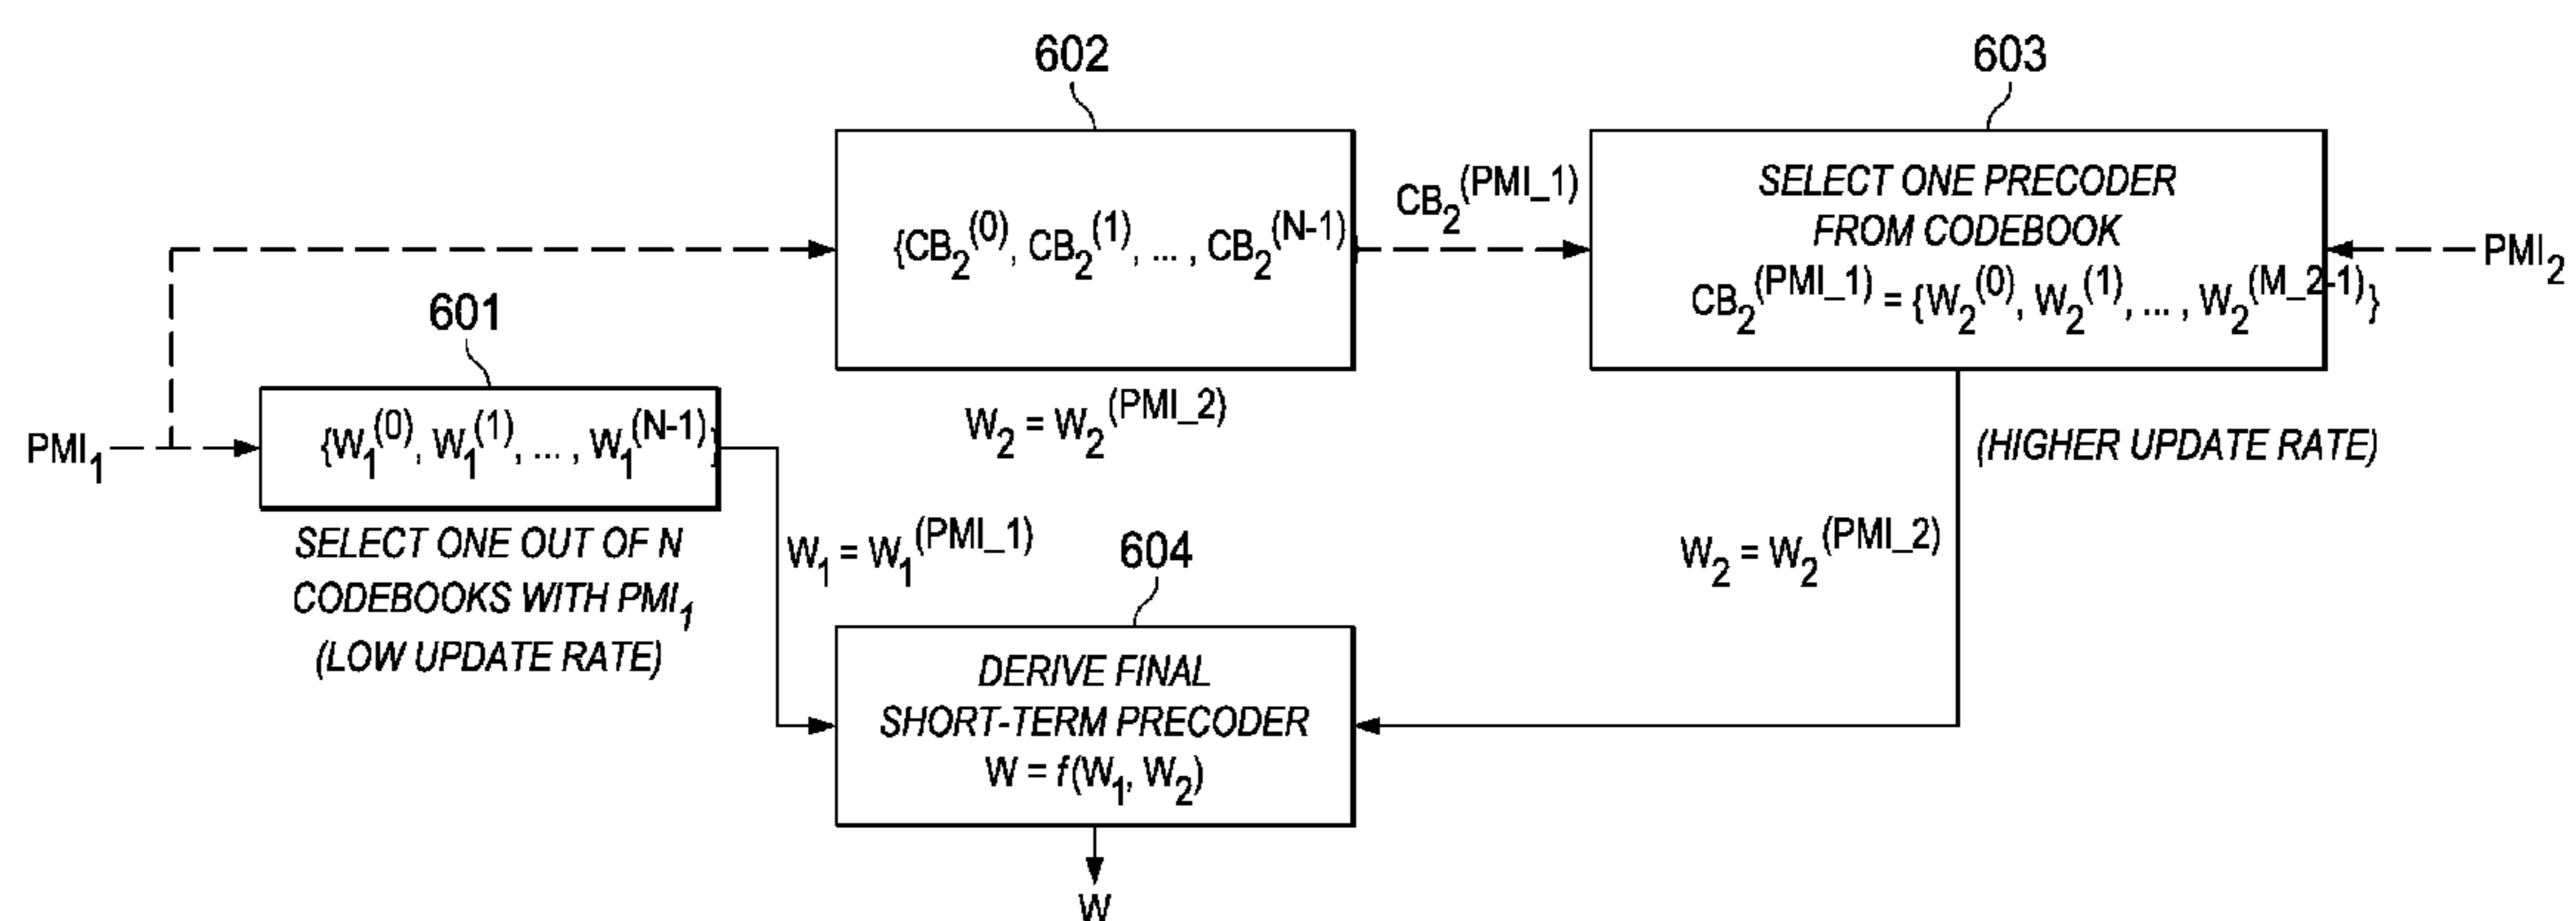 602
603
{CB₂⁽⁰⁾, CB₂⁽¹⁾, ... , CB₂⁽ᴺ⁻¹⁾}
CB₂^(PMI_1)
SELECT ONE PRECODER
FROM CODEBOOK
CB₂^(PMI_1) = {W₂^(0), W₂^(1), ... , W₂^(M_2-1)}
PMI₂
601
PMI₁
{W₁^(0), W₁^(1), ... , W₁^(N-1)}
SELECT ONE OUT OF N
CODEBOOKS WITH PMI₁
(LOW UPDATE RATE)
W₂ = W₂^(PMI_2)
(HIGHER UPDATE RATE)
W₁ = W₁^(PMI_1)
604
W₂ = W₂^(PMI_2)
DERIVE FINAL
SHORT-TERM PRECODER
W = f(W₁, W₂)
W